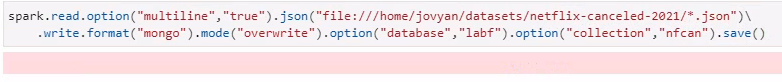 spark.read.option("multiline","true").json("file:///home/jovyan/datasets/netflix-canceled-2021/*.json")\
.write.format("mongo").mode("overwrite").option("database","labf").option("collection","nfcan").save()